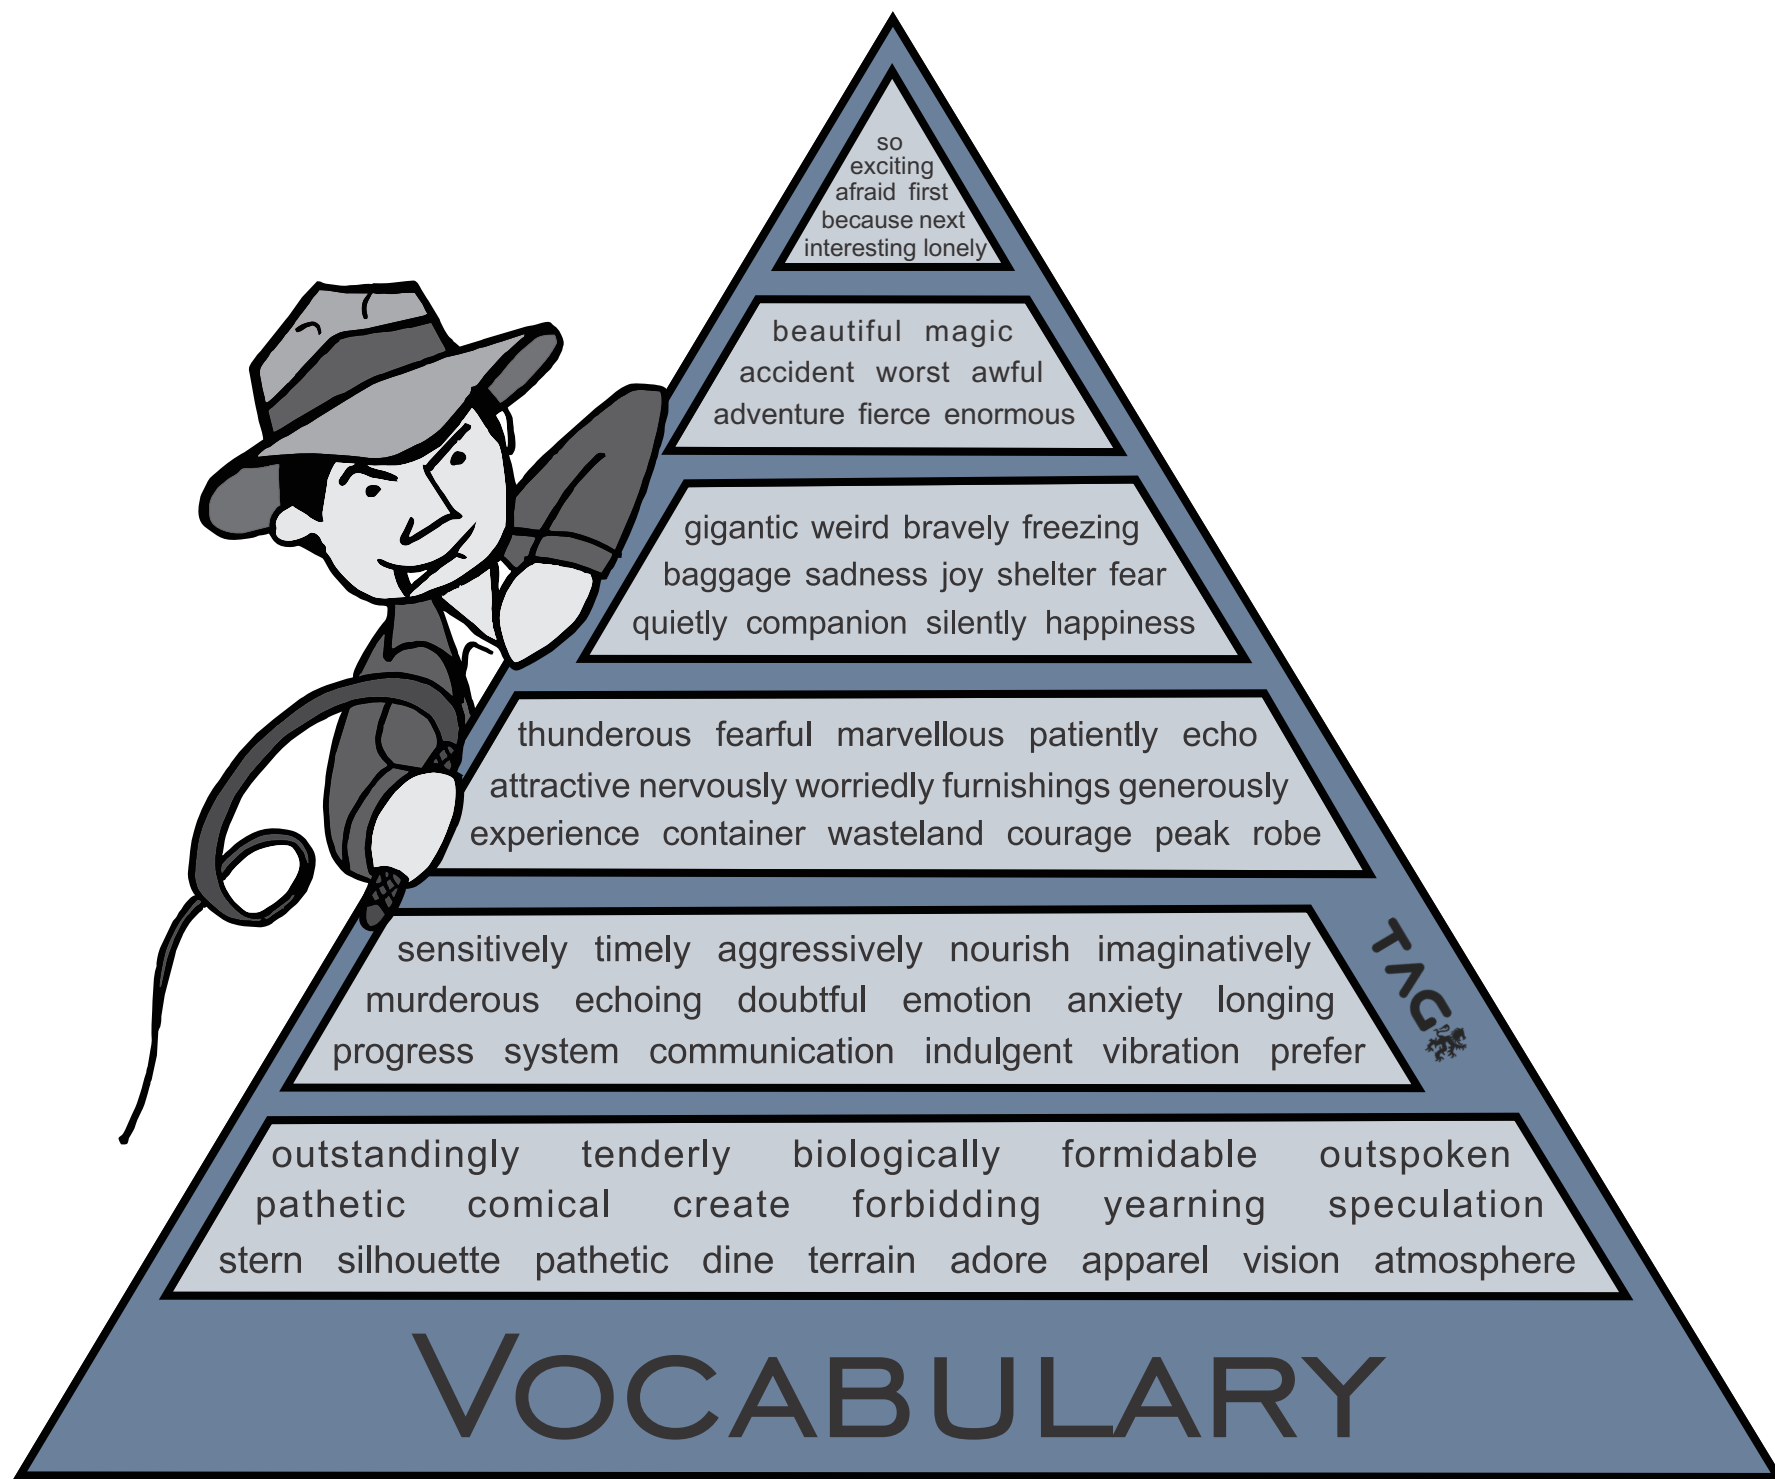 so
exciting
afraid first
because next
interesting lonely
beautiful magic
accident worst awful
adventure fierce enormous
gigantic weird bravely freezing
baggage sadness joy shelter fear
quietly companion silently happiness
thunderous fearful marvellous patiently echo
attractive nervously worriedly furnishings generously
experience container wasteland courage peak robe
sensitively timely aggressively nourish imaginatively
murderous echoing doubtful emotion anxiety longing
progress system communication indulgent vibration prefer
TAG
outstandingly tenderly biologically formidable outspoken
pathetic comical create forbidding yearning speculation
stern silhouette pathetic dine terrain adore apparel vision atmosphere
VOCABULARY